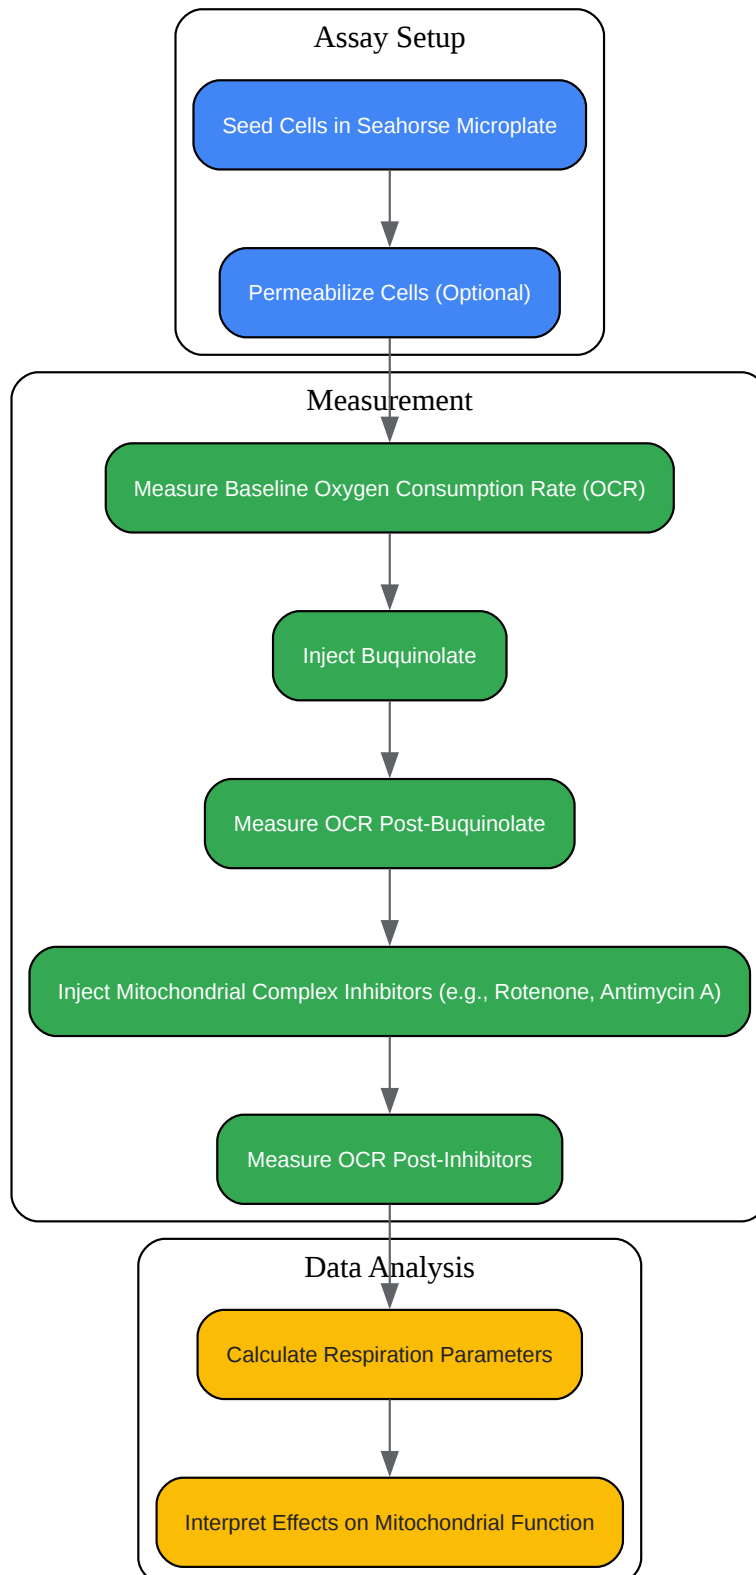 Assay Setup
Seed Cells in Seahorse Microplate
Permeabilize Cells (Optional)
Measurement
Measure Baseline Oxygen Consumption Rate (OCR)
Inject Buquinolate
Measure OCR Post-Buquinolate
Inject Mitochondrial Complex Inhibitors (e.g., Rotenone, Antimycin A)
Measure OCR Post-Inhibitors
Data Analysis
Calculate Respiration Parameters
Interpret Effects on Mitochondrial Function